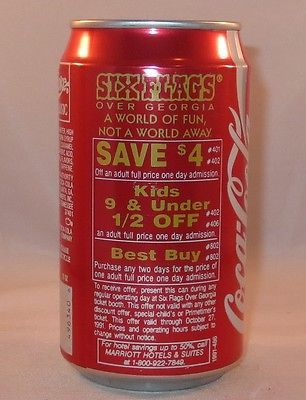 SIX FLAGS®
OVER GEORGIA
A WORLD OF FUN,
NOT A WORLD AWAY
SAVE $4 #401 #402
Off an adult full price one day admission.
Kids
9 & Under
1/2 OFF #402 #406
an adult full price one day admission.
Best Buy #802 #802
Purchase any two days for the price of
one adult full price one day admission.
To receive offer, present this can during any
regular operating day at Six Flags Over Georgia
ticket booth. This offer not valid with any other
discount offer, special child's or Primetimer's
ticket. This offer valid through October 27,
1991. Prices and operating hours subject to
change without notice.
For hotel savings up to 50%, call
MARRIOTT HOTELS & SUITES
at 1-800-922-7849.
1991-486
Coca-Cola